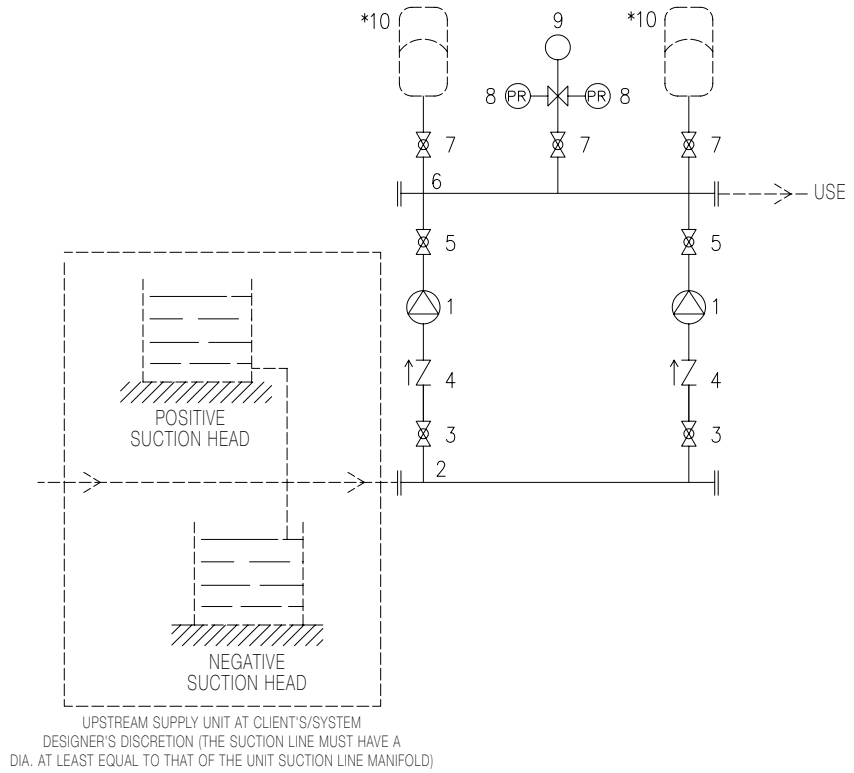 *10
9
*10
8 PR PR 8
7
7
7
6
USE
5
5
1
1
4
4
POSITIVE
SUCTION HEAD
3
3
2
NEGATIVE
SUCTION HEAD
UPSTREAM SUPPLY UNIT AT CLIENT'S/SYSTEM
DESIGNER'S DISCRETION (THE SUCTION LINE MUST HAVE A
DIA. AT LEAST EQUAL TO THAT OF THE UNIT SUCTION LINE MANIFOLD)